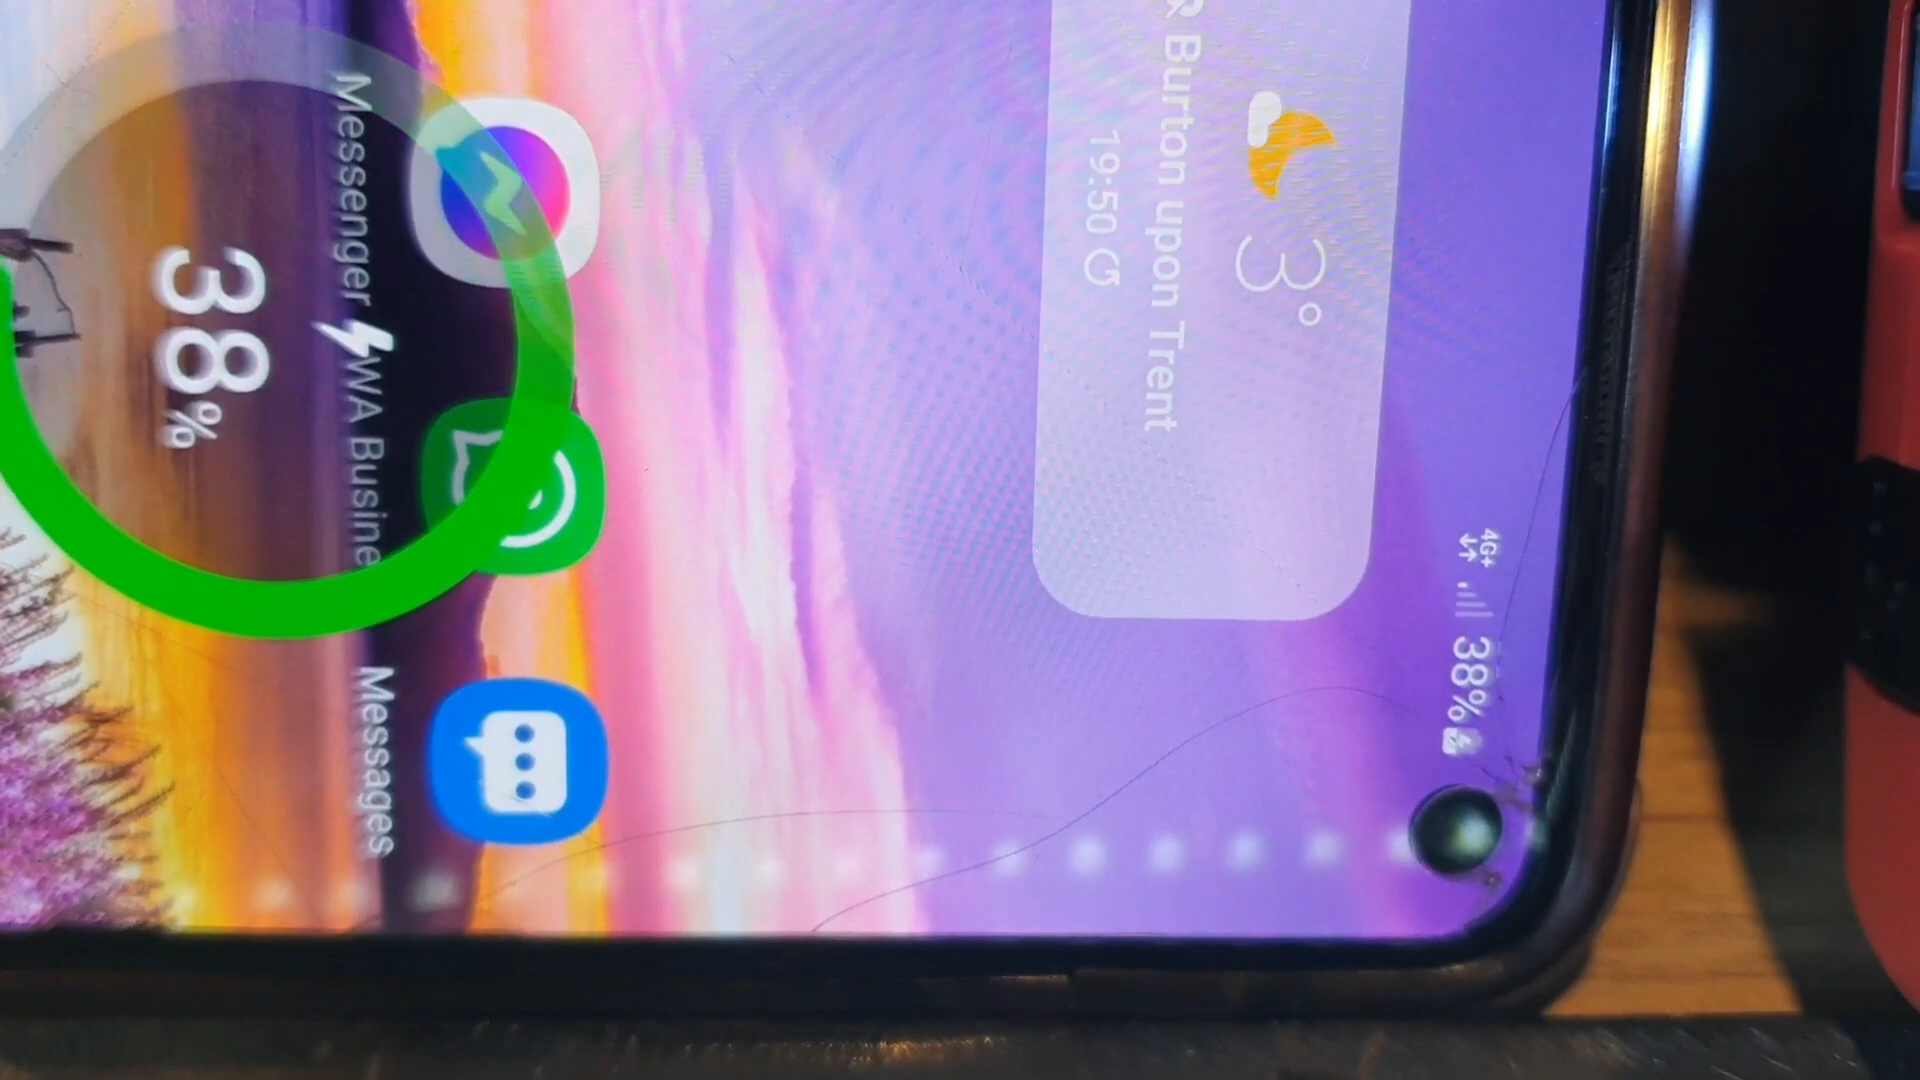 4G+ 38%
3°
Burton upon Trent
19:50
Messenger
WA Busine
Messages
38%